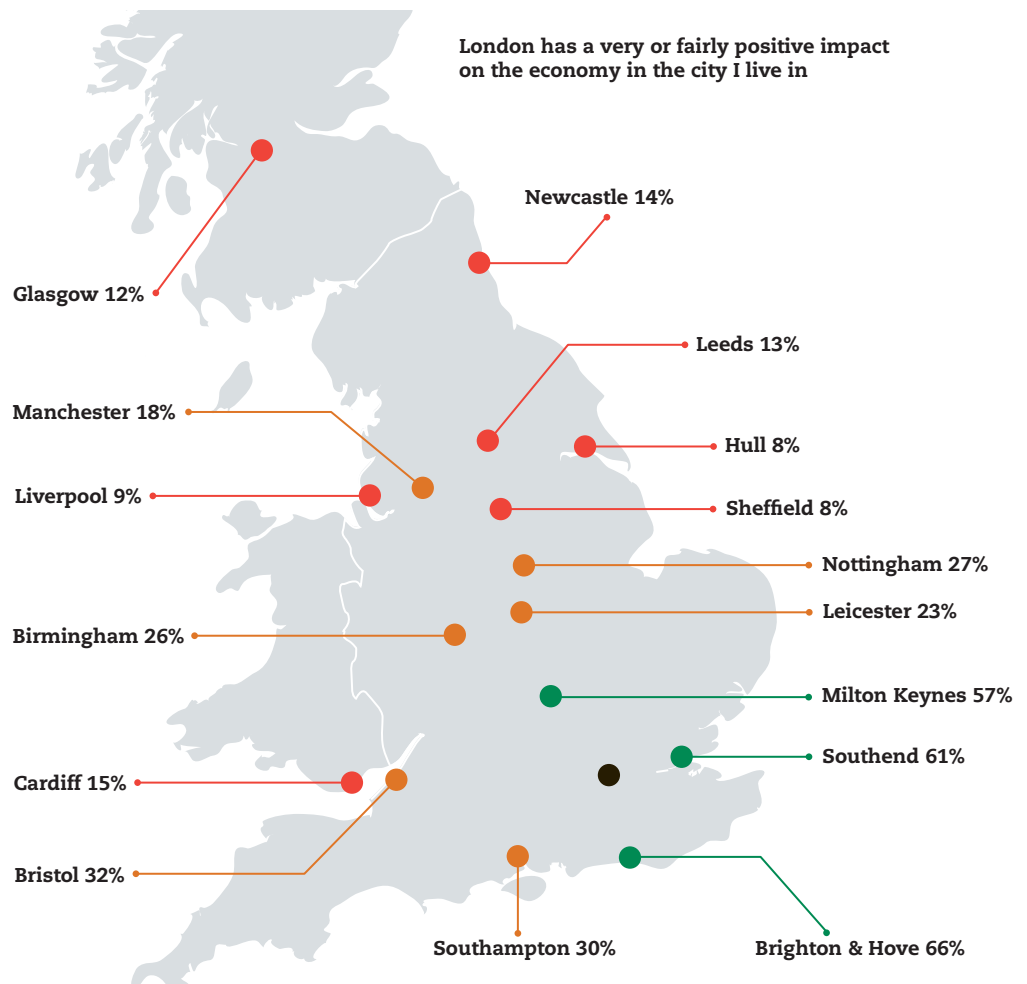 London has a very or fairly positive impact
on the economy in the city I live in
Newcastle 14%
Glasgow 12%
Leeds 13%
Manchester 18%
Hull 8%
Liverpool 9%
Sheffield 8%
Nottingham 27%
Leicester 23%
Birmingham 26%
Milton Keynes 57%
Southend 61%
Cardiff 15%
Bristol 32%
Southampton 30%
Brighton & Hove 66%